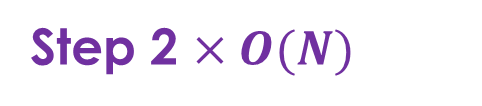 Step 2 × O(N)